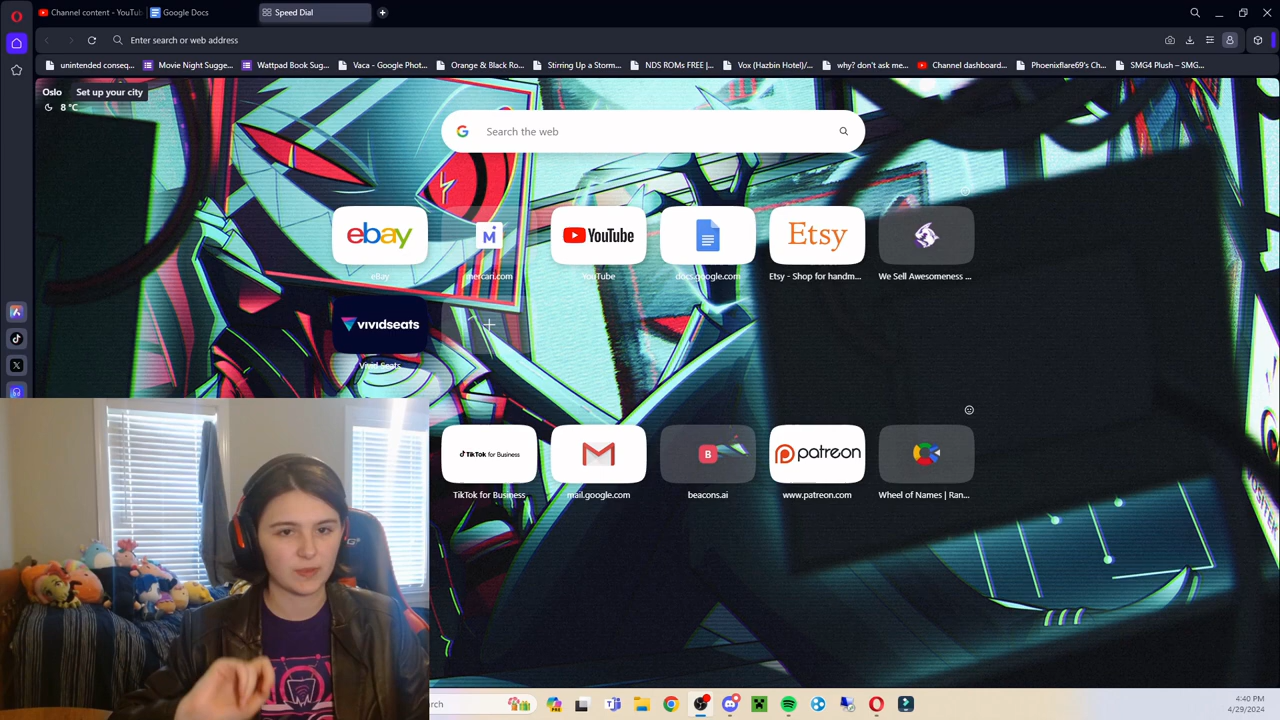 Channel content - YouTub
Google Docs
Speed Dial
Enter search or web address
unintended conseq...
Movie Night Sugge...
Wattpad Book Sug...
Vaca - Google Phot...
Orange & Black Ro...
Stirring Up a Storm...
NDS ROMs FREE |...
Vox (Hazbin Hotel)/...
why? don't ask me...
Channel dashboard...
Phoenixflare69's Ch...
SMG4 Plush – SMG...
Oslo
Set up your city
8 °C
Search the web
ebay
M
YouTube
Etsy
eBay
mercari.com
YouTube
docs.google.com
Etsy - Shop for handm...
We Sell Awesomeness ...
vividseats
Vivid Seats
TikTok for Business
B
patreon
TikTok for Business
mail.google.com
Wheel of Names | Ran...
earch
4:40 PM
4/29/2024